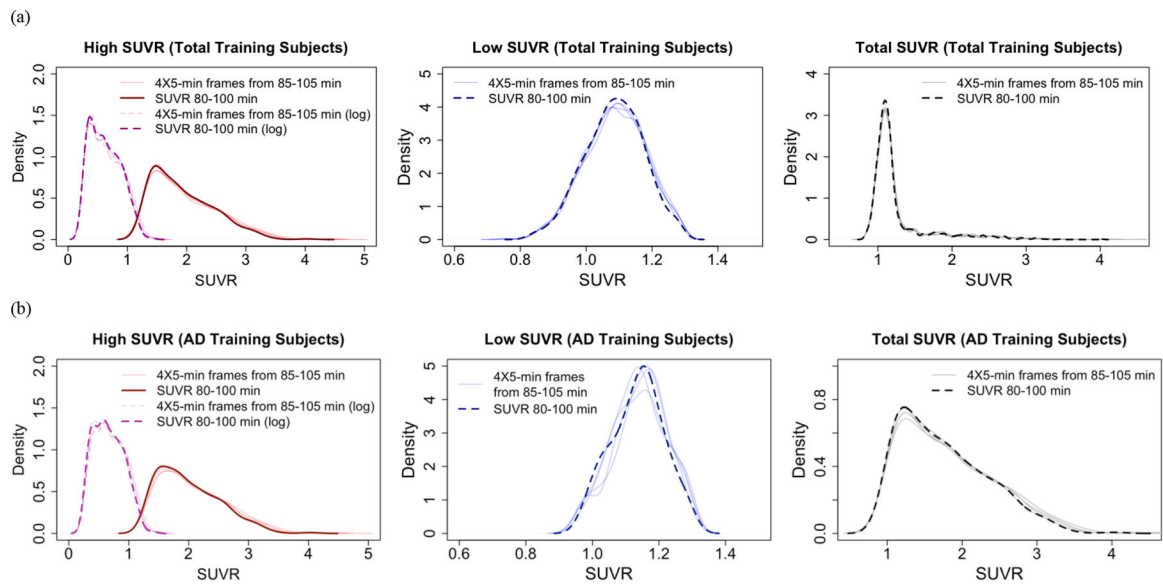 (a)
High SUVR (Total Training Subjects)
Density
2.0
1.5
1.0
0.5
0.0
4X5-min frames from 85-105 min
SUVR 80-100 min
4X5-min frames from 85-105 min (log)
SUVR 80-100 min (log)
0 1 2 3 4 5
SUVR
Low SUVR (Total Training Subjects)
Density
5
4
3
2
1
0
4X5-min frames from 85-105 min
SUVR 80-100 min
0.6 0.8 1.0 1.2 1.4
SUVR
Total SUVR (Total Training Subjects)
Density
4
3
2
1
0
4X5-min frames from 85-105 min
SUVR 80-100 min
1 2 3 4
SUVR
(b)
High SUVR (AD Training Subjects)
Density
2.0
1.5
1.0
0.5
0.0
4X5-min frames from 85-105 min
SUVR 80-100 min
4X5-min frames from 85-105 min (log)
SUVR 80-100 min (log)
0 1 2 3 4 5
SUVR
Low SUVR (AD Training Subjects)
Density
5
4
3
2
1
0
4X5-min frames
from 85-105 min
SUVR 80-100 min
0.6 0.8 1.0 1.2 1.4
SUVR
Total SUVR (AD Training Subjects)
Density
0.8
0.4
0.0
4X5-min frames from 85-105 min
SUVR 80-100 min
1 2 3 4
SUVR